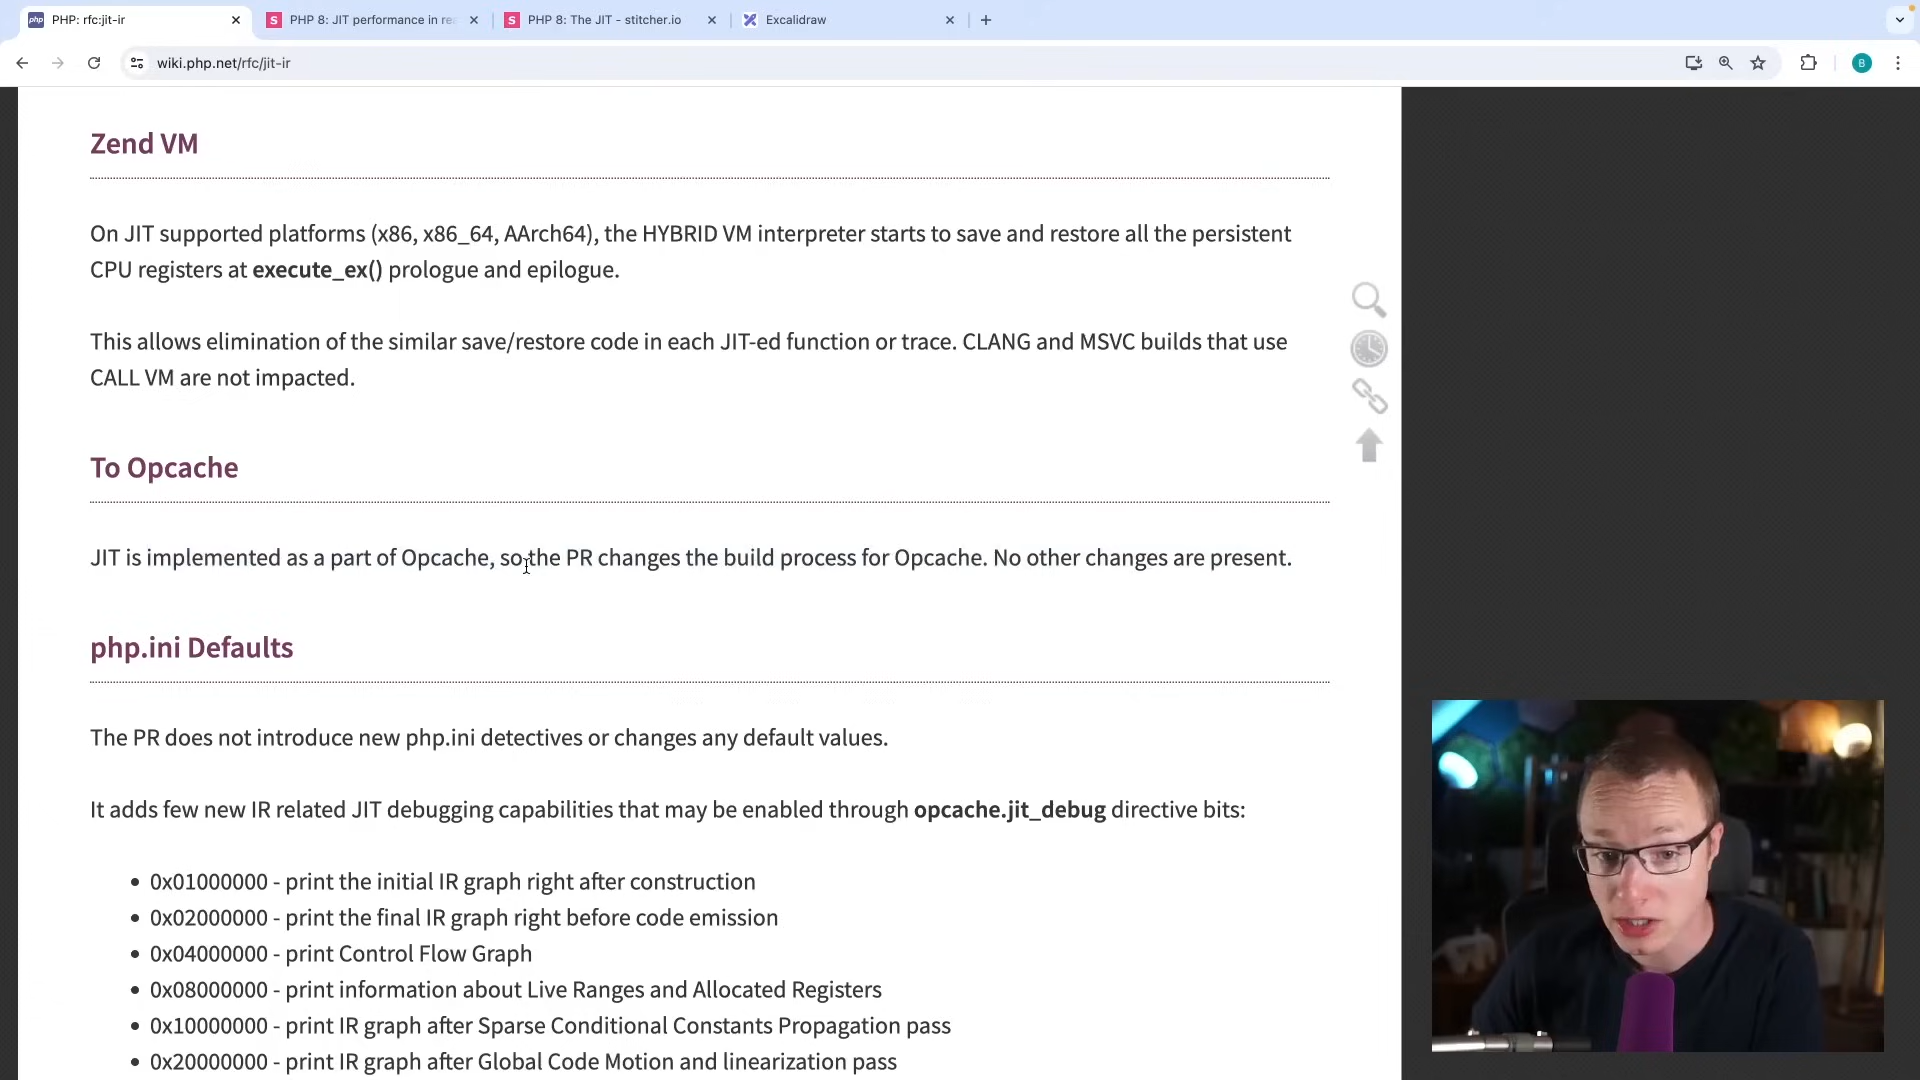 PHP: rfc:jit-ir
PHP 8: JIT performance in re
PHP 8: The JIT - stitcher.io
Excalidraw
wiki.php.net/rfc/jit-ir
B
Zend VM
On JIT supported platforms (x86, x86_64, AArch64), the HYBRID VM interpreter starts to save and restore all the persistent
CPU registers at execute_ex() prologue and epilogue.
This allows elimination of the similar save/restore code in each JIT-ed function or trace. CLANG and MSVC builds that use
CALL VM are not impacted.
To Opcache
JIT is implemented as a part of Opcache, so the PR changes the build process for Opcache. No other changes are present.
php.ini Defaults
The PR does not introduce new php.ini detectives or changes any default values.
It adds few new IR related JIT debugging capabilities that may be enabled through opcache.jit_debug directive bits:
• 0x01000000 - print the initial IR graph right after construction
• 0x02000000 - print the final IR graph right before code emission
• 0x04000000 - print Control Flow Graph
• 0x08000000 - print information about Live Ranges and Allocated Registers
• 0x10000000 - print IR graph after Sparse Conditional Constants Propagation pass
• 0x20000000 - print IR graph after Global Code Motion and linearization pass